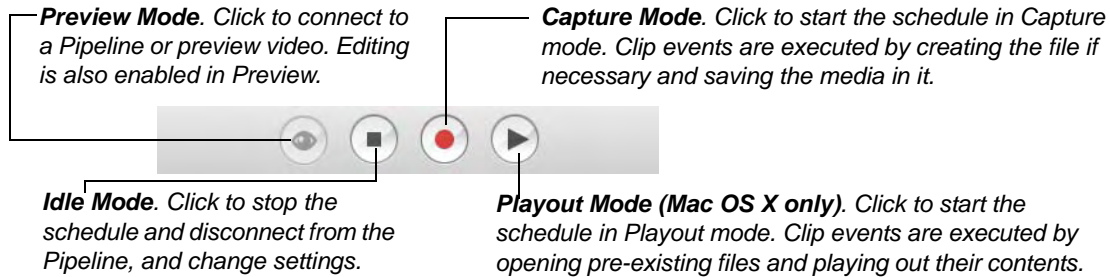 Preview Mode. Click to connect to
a Pipeline or preview video. Editing
is also enabled in Preview.
Capture Mode. Click to start the schedule in Capture
mode. Clip events are executed by creating the file if
necessary and saving the media in it.
Idle Mode. Click to stop the
schedule and disconnect from the
Pipeline, and change settings.
Playout Mode (Mac OS X only). Click to start the
schedule in Playout mode. Clip events are executed by
opening pre-existing files and playing out their contents.